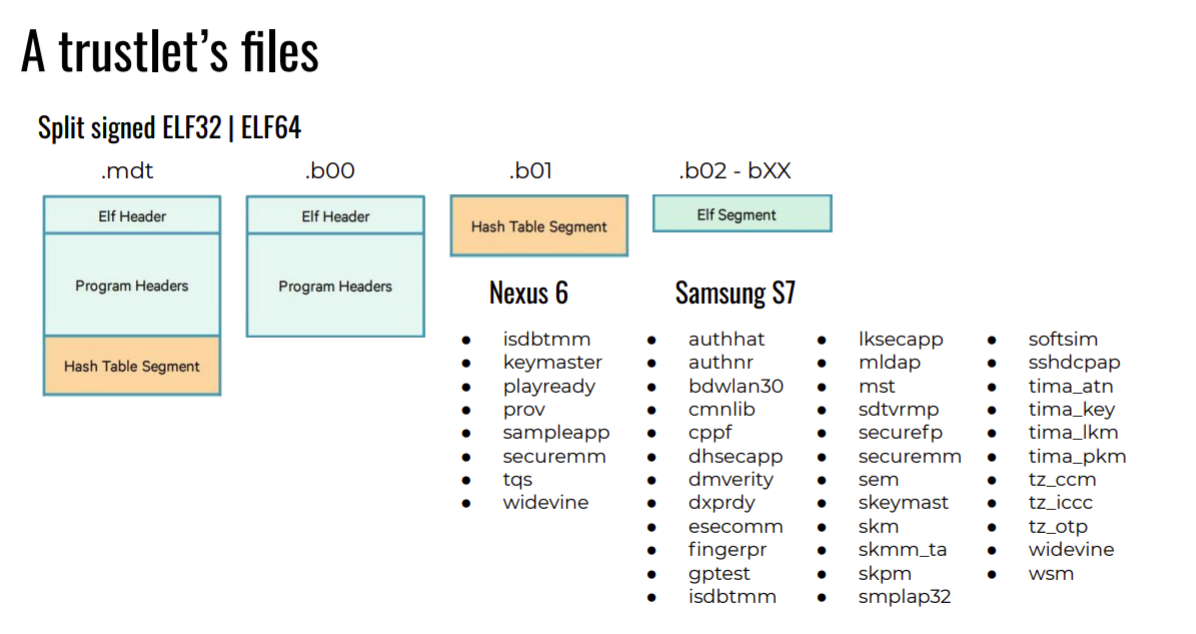 A trustlet's files
Split signed ELF32 | ELF64
.mdt
Elf Header
Program Headers
Hash Table Segment
.b00
Elf Header
Program Headers
.b01
Hash Table Segment
.b02 - bXX
Elf Segment
Nexus 6
● isdbtmm
● keymaster
● playready
● prov
● sampleapp
● securemm
● tqs
● widevine
Samsung S7
● authhat
● authnr
● bdwlan30
● cmnlib
● cppf
● dhsecapp
● dmverity
● dxprdy
● esecomm
● fingerpr
● gptest
● isdbtmm
● lksecapp
● mldap
● mst
● sdtvrmp
● securefp
● securemm
● sem
● skeymast
● skm
● skmm_ta
● skpm
● smplap32
● softsim
● sshdcpap
● tima_atn
● tima_key
● tima_lkm
● tima_pkm
● tz_ccm
● tz_iccc
● tz_otp
● widevine
● wsm